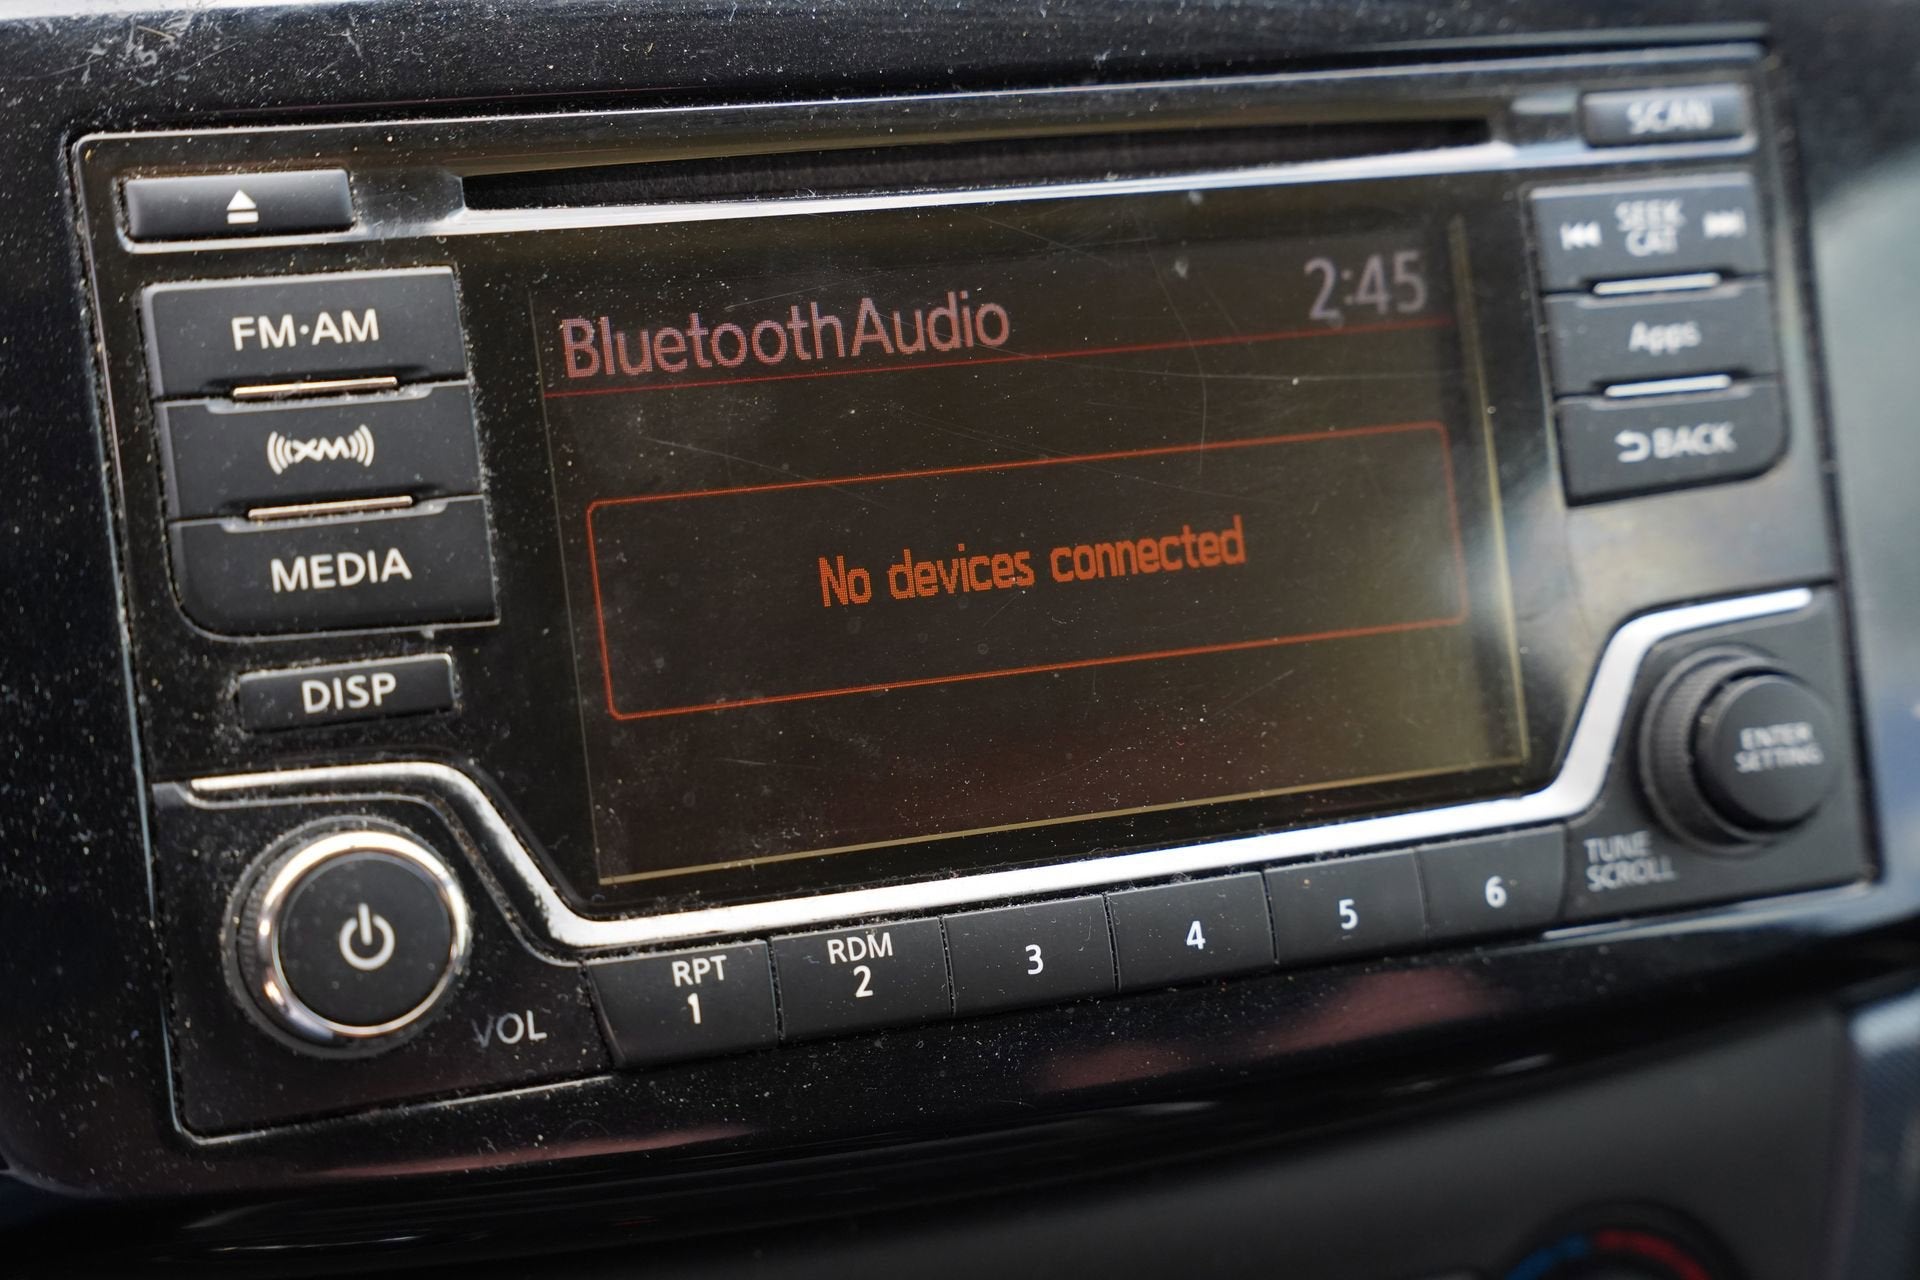 SCAN
SEEK
CAT
FM·AM
BluetoothAudio 2:45
Apps
XM
BACK
MEDIA
No devices connected
DISP
ENTER
SETTING
TUNE
SCROLL
VOL
RPT
1
RDM
2
3
4
5
6